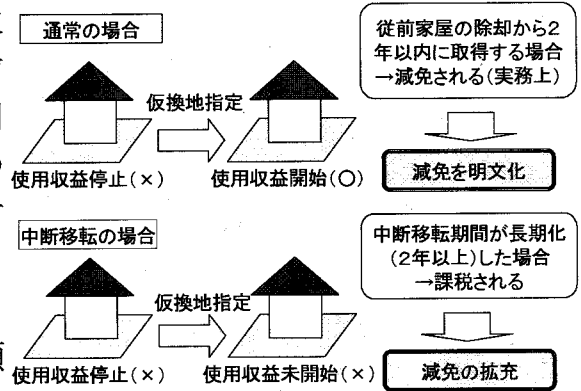 通常の場合
従前家屋の除却から2
年以内に取得する場合
→減免される(実務上)
仮換地指定
使用収益停止(×)
使用収益開始(○)
減免を明文化
中断移転の場合
中断移転期間が長期化
(2年以上)した場合
→課税される
仮換地指定
使用収益停止(×)
使用収益未開始(×)
減免の拡充